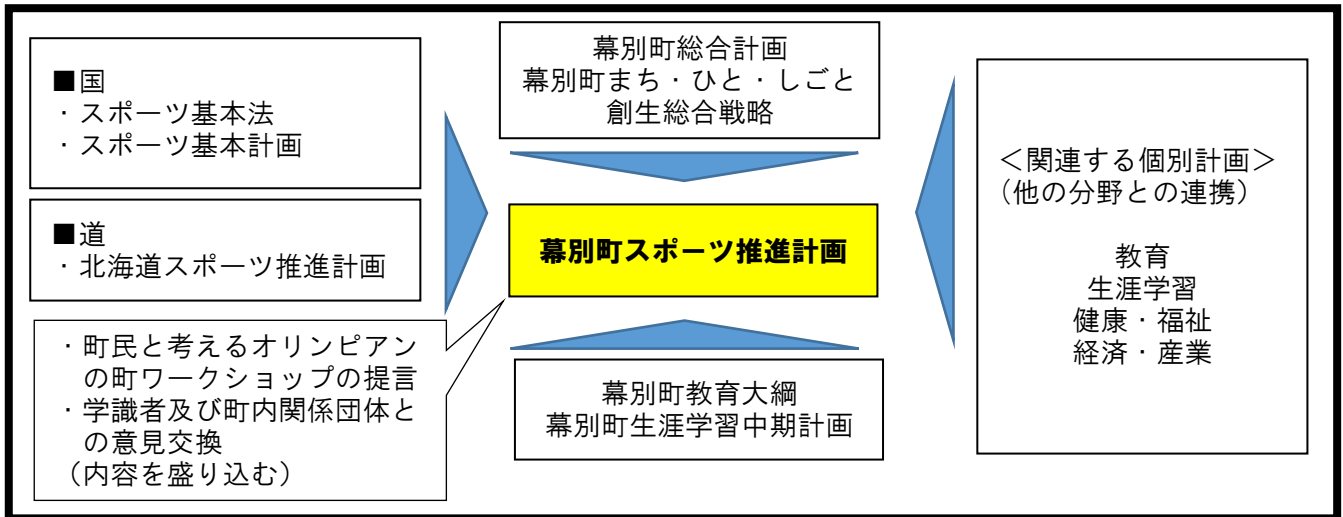 ■国
・スポーツ基本法
・スポーツ基本計画
■道
・北海道スポーツ推進計画
・町民と考えるオリンピアン
の町ワークショップの提言
・学識者及び町内関係団体と
の意見交換
（内容を盛り込む）
幕別町総合計画
幕別町まち・ひと・しごと
創生総合戦略
幕別町スポーツ推進計画
幕別町教育大綱
幕別町生涯学習中期計画
＜関連する個別計画＞
（他の分野との連携）
教育
生涯学習
健康・福祉
経済・産業